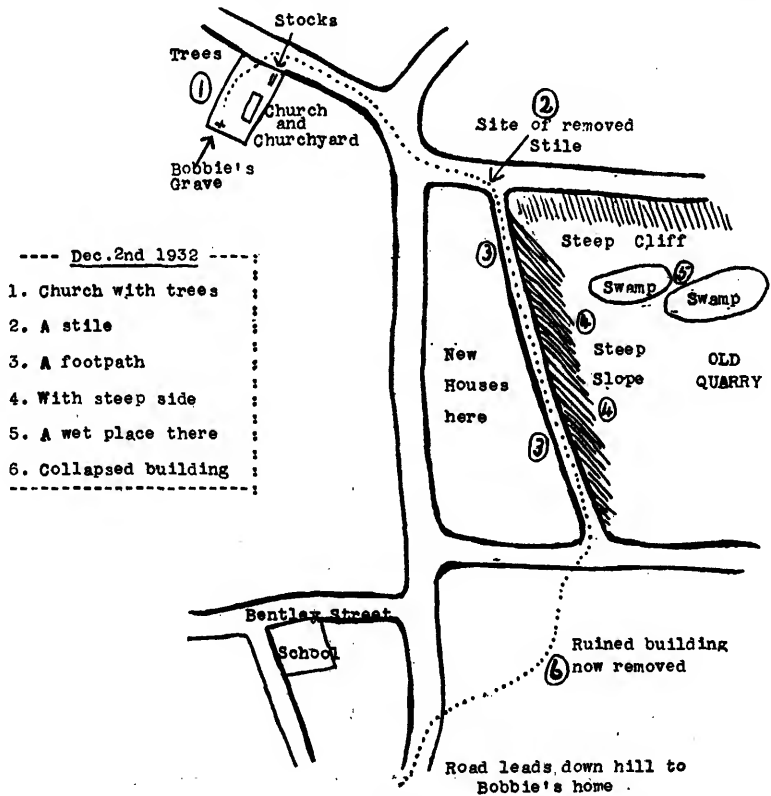 Stocks
Trees
1
Church
and
Churchyard
Bobbie's
Grave
2
Site of removed
Stile
---- Dec.2nd 1932 ----
1. Church with trees
2. A stile
3. A footpath
4. With steep side
5. A wet place there
6. Collapsed building
3
Steep Cliff
Swamp
5
Swamp
4
Steep
Slope
4
OLD
QUARRY
New
Houses
here
3
Bentley Street
School
Ruined building
now removed
6
Road leads down hill to
Bobbie's home